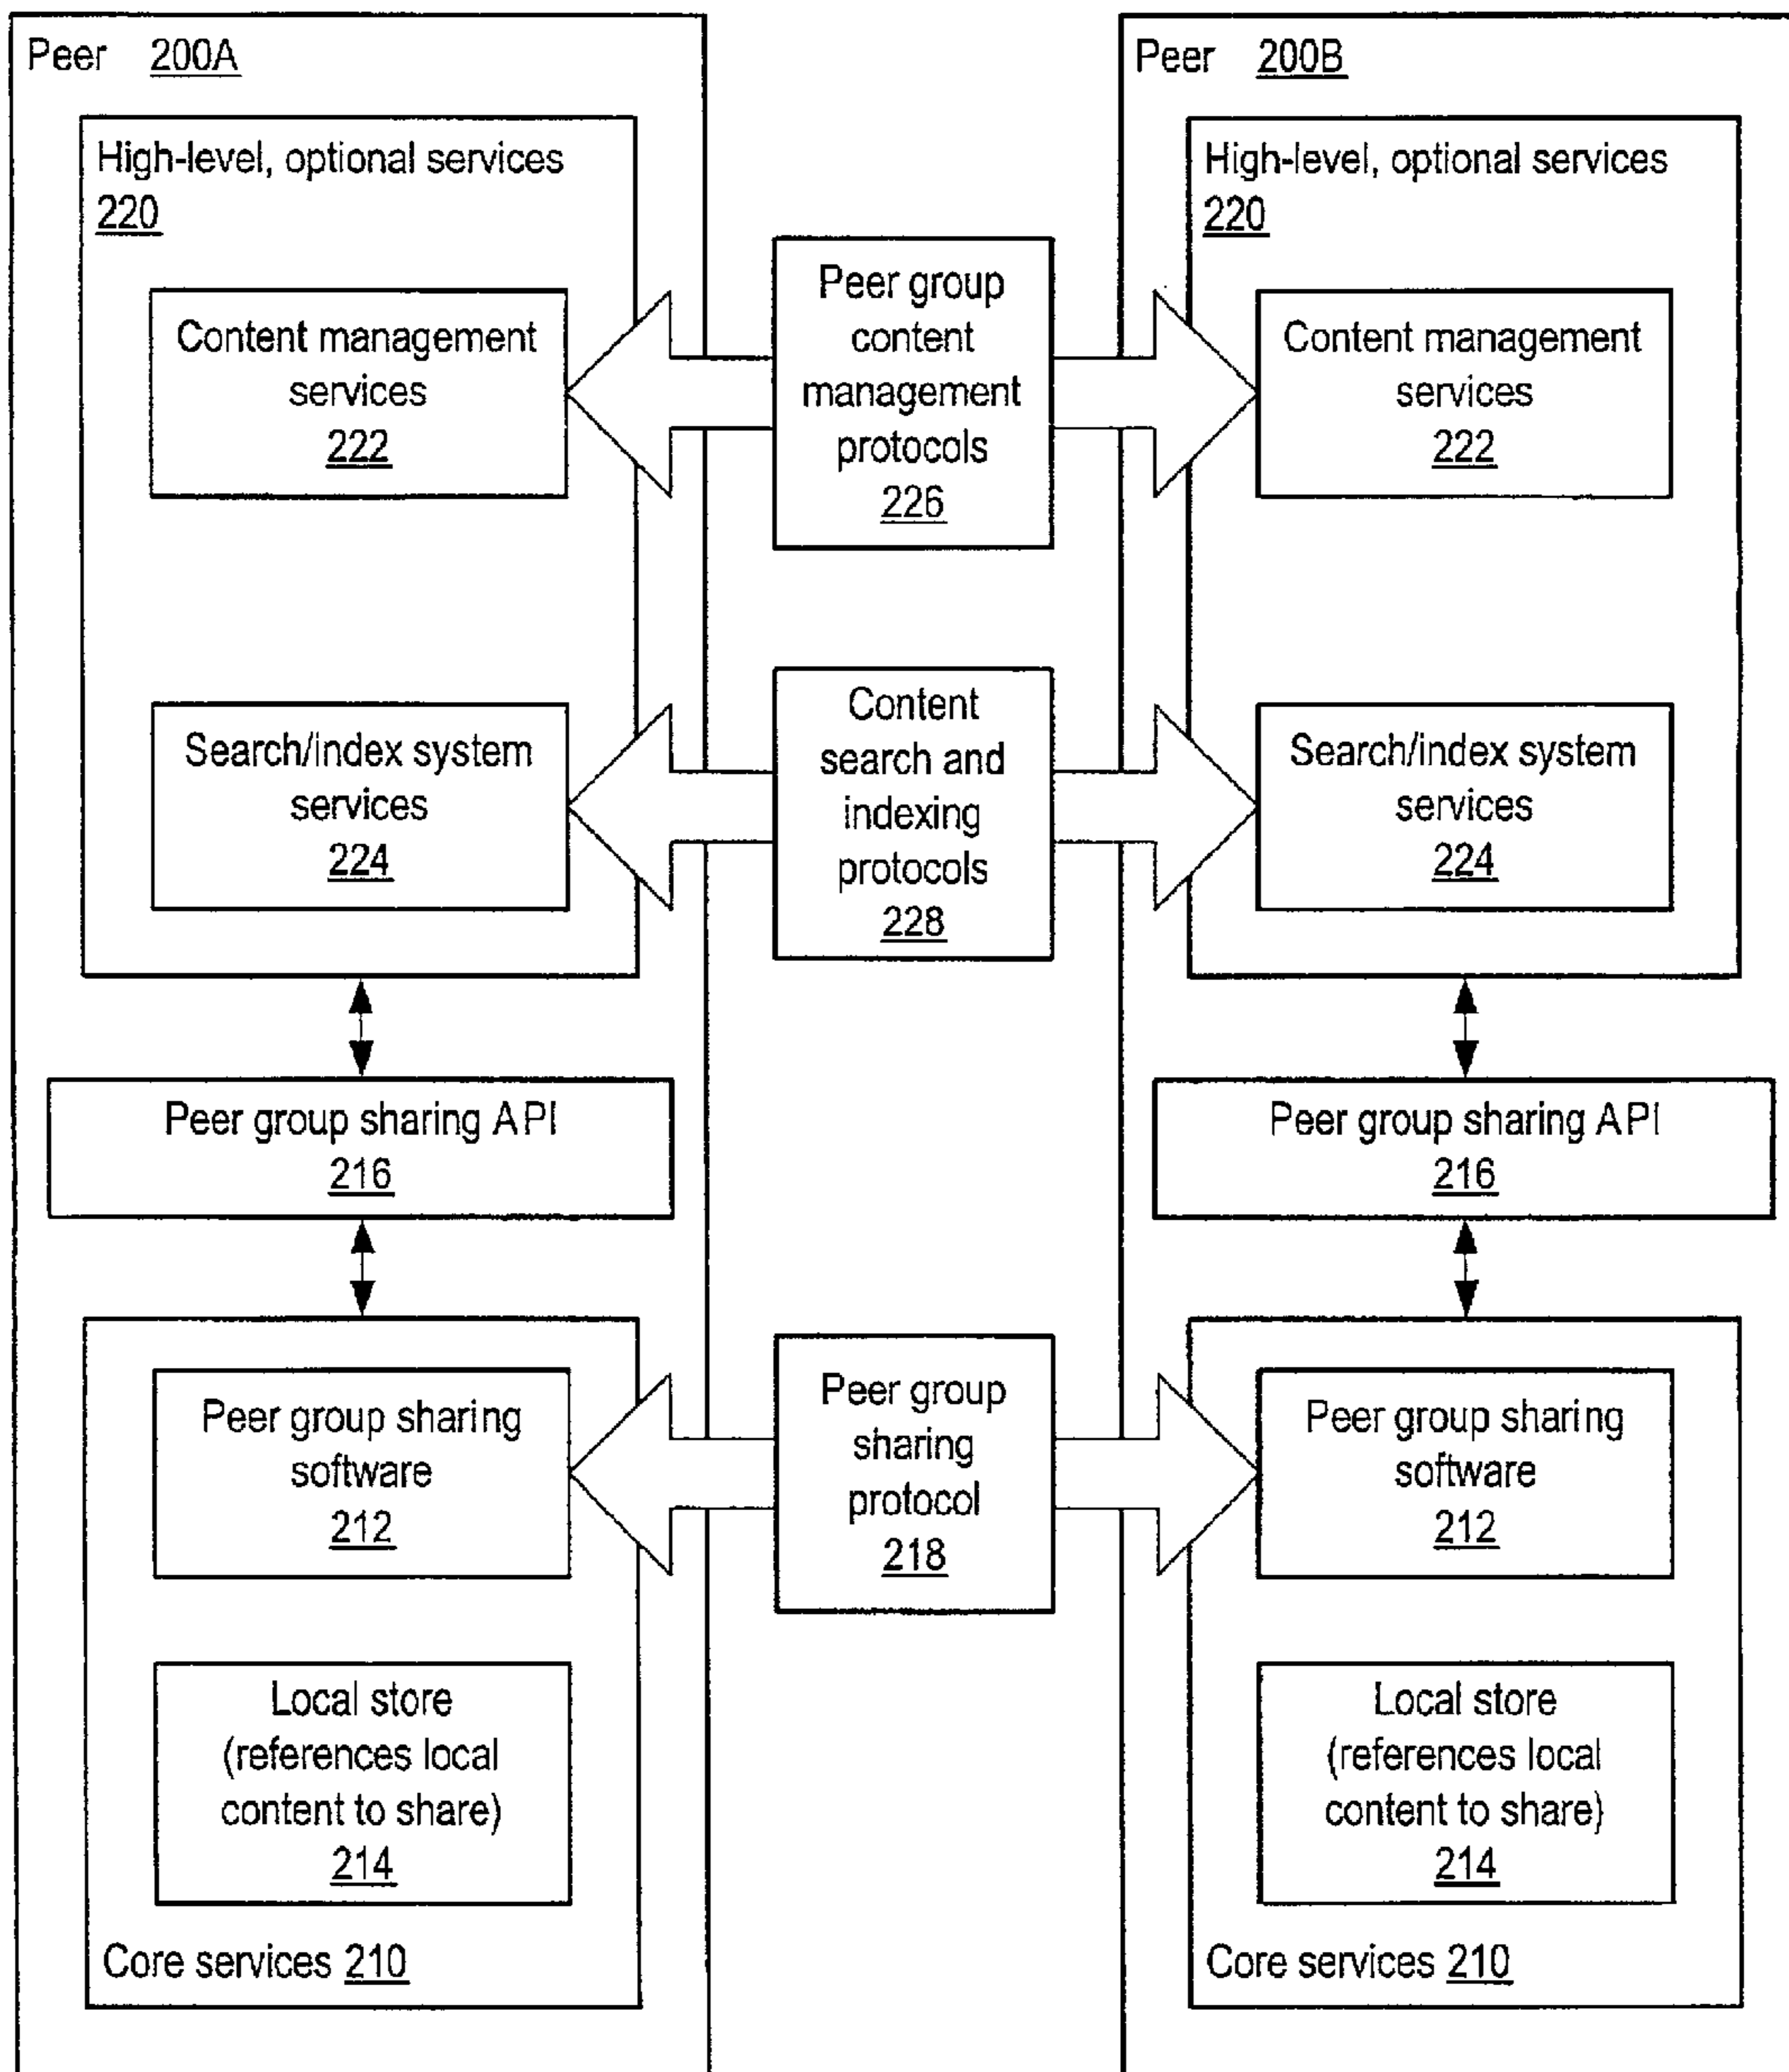 Peer 200A
High-level, optional services
220
Content management
services
222
Search/index system
services
224
Peer group sharing API
216
Peer group sharing
software
212
Local store
(references local
content to share)
214
Core services 210
Peer group
content
management
protocols
226
Content
search and
indexing
protocols
228
Peer group
sharing
protocol
218
Peer 200B
High-level, optional services
220
Content management
services
222
Search/index system
services
224
Peer group sharing API
216
Peer group sharing
software
212
Local store
(references local
content to share)
214
Core services 210